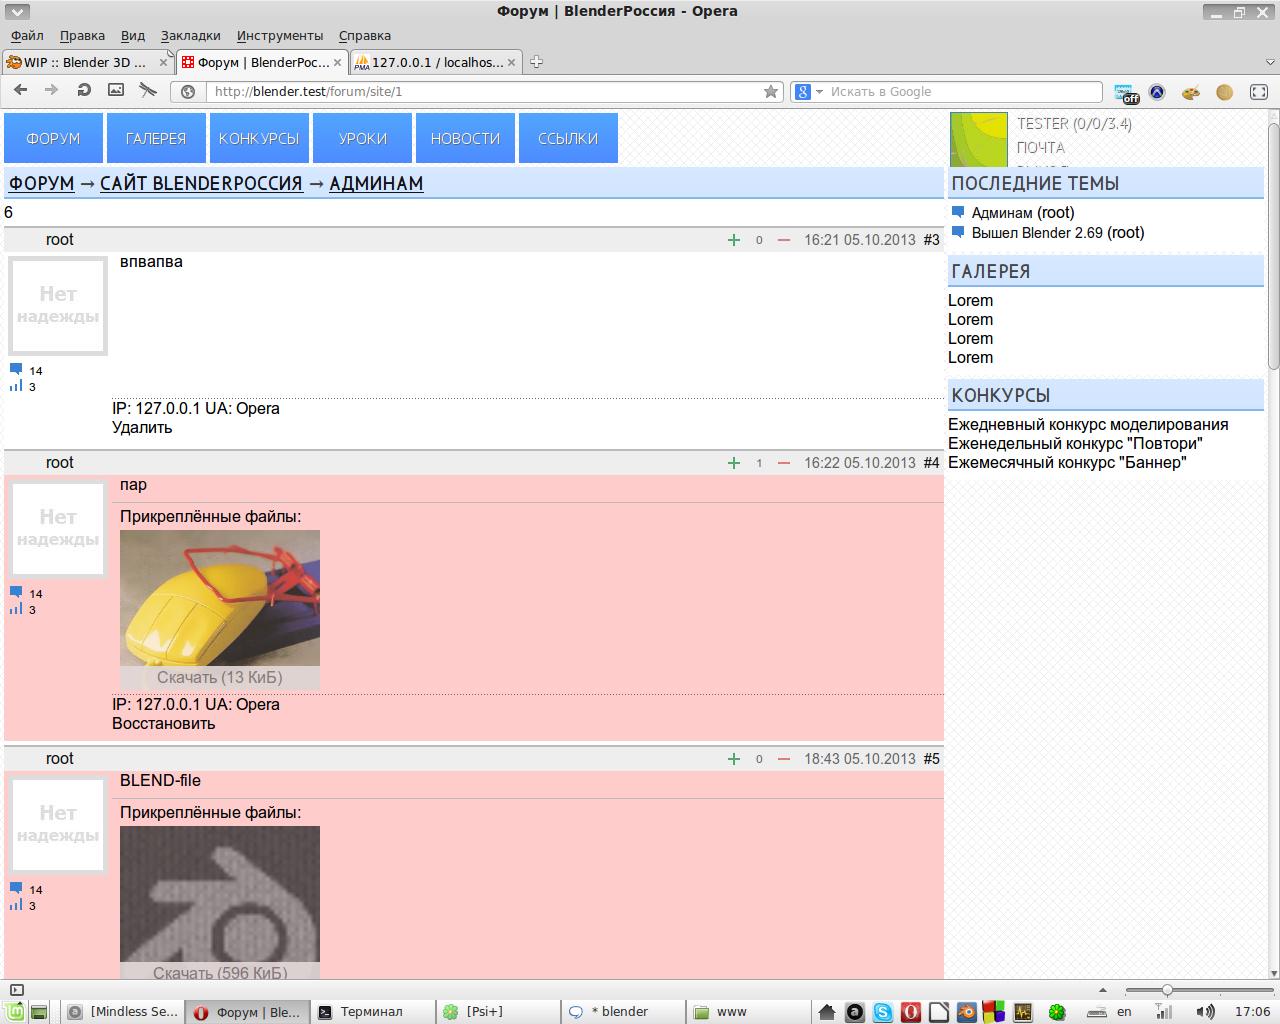 Форум | BlenderРоссия - Opera
Файл Правка Вид Закладки Инструменты Справка
WIP :: Blender 3D ... Форум | BlenderРос... PMA 127.0.0.1 / localhos...
http://blender.test/forum/site/1 8 Искать в Google off
ФОРУМ ГАЛЕРЕЯ КОНКУРСЫ УРОКИ НОВОСТИ ССЫЛКИ
TESTER (0/0/3.4)
ПОЧТА
ФОРУМ → САЙТ BLENDERРОССИЯ → АДМИНАМ
6
root + 0 — 16:21 05.10.2013 #3
Нет
надежды
впвапва
14
3
IP: 127.0.0.1 UA: Opera
Удалить
root + 1 — 16:22 05.10.2013 #4
Нет
надежды
пар
Прикреплённые файлы:
14
3
Скачать (13 КиБ)
IP: 127.0.0.1 UA: Opera
Восстановить
root + 0 — 18:43 05.10.2013 #5
Нет
надежды
BLEND-file
Прикреплённые файлы:
14
3
Скачать (596 КиБ)
ПОСЛЕДНИЕ ТЕМЫ
Админам (root)
Вышел Blender 2.69 (root)
ГАЛЕРЕЯ
Lorem
Lorem
Lorem
Lorem
КОНКУРСЫ
Ежедневный конкурс моделирования
Еженедельный конкурс "Повтори"
Ежемесячный конкурс "Баннер"
[Mindless Se... Форум | Ble... Терминал [Psi+] * blender www en 17:06